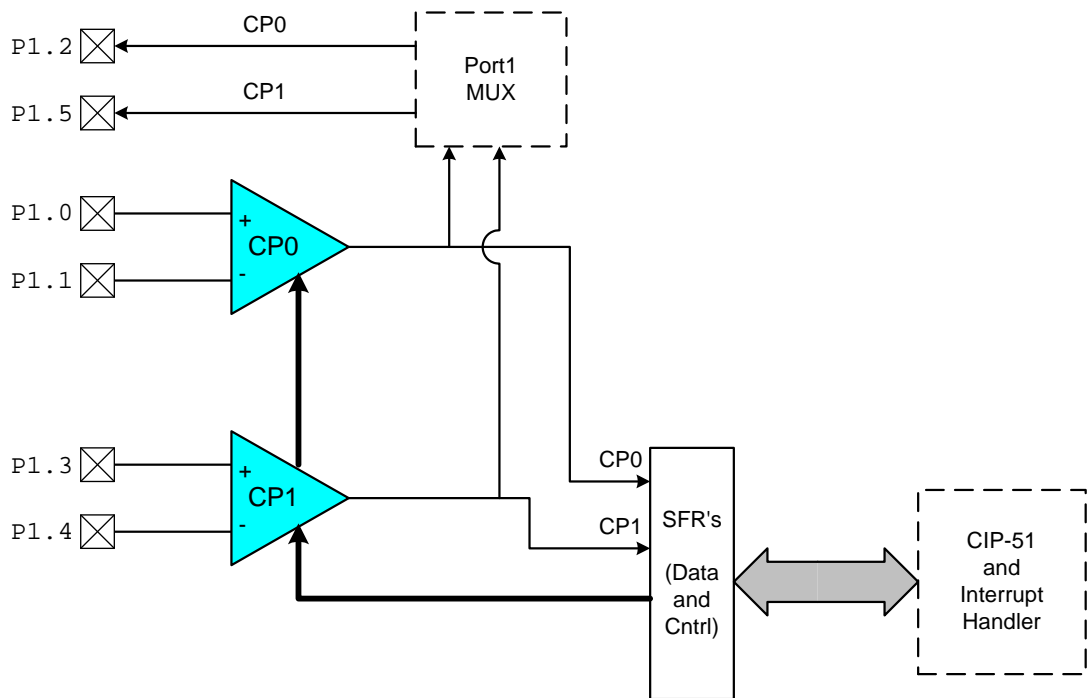 CP0
P1.2
Port1
MUX
CP1
P1.5
P1.0
+
CP0
P1.1
-
P1.3
+
CP0
CP1
SFR's
P1.4
-
CP1
(Data
and
Cntrl)
CIP-51
and
Interrupt
Handler